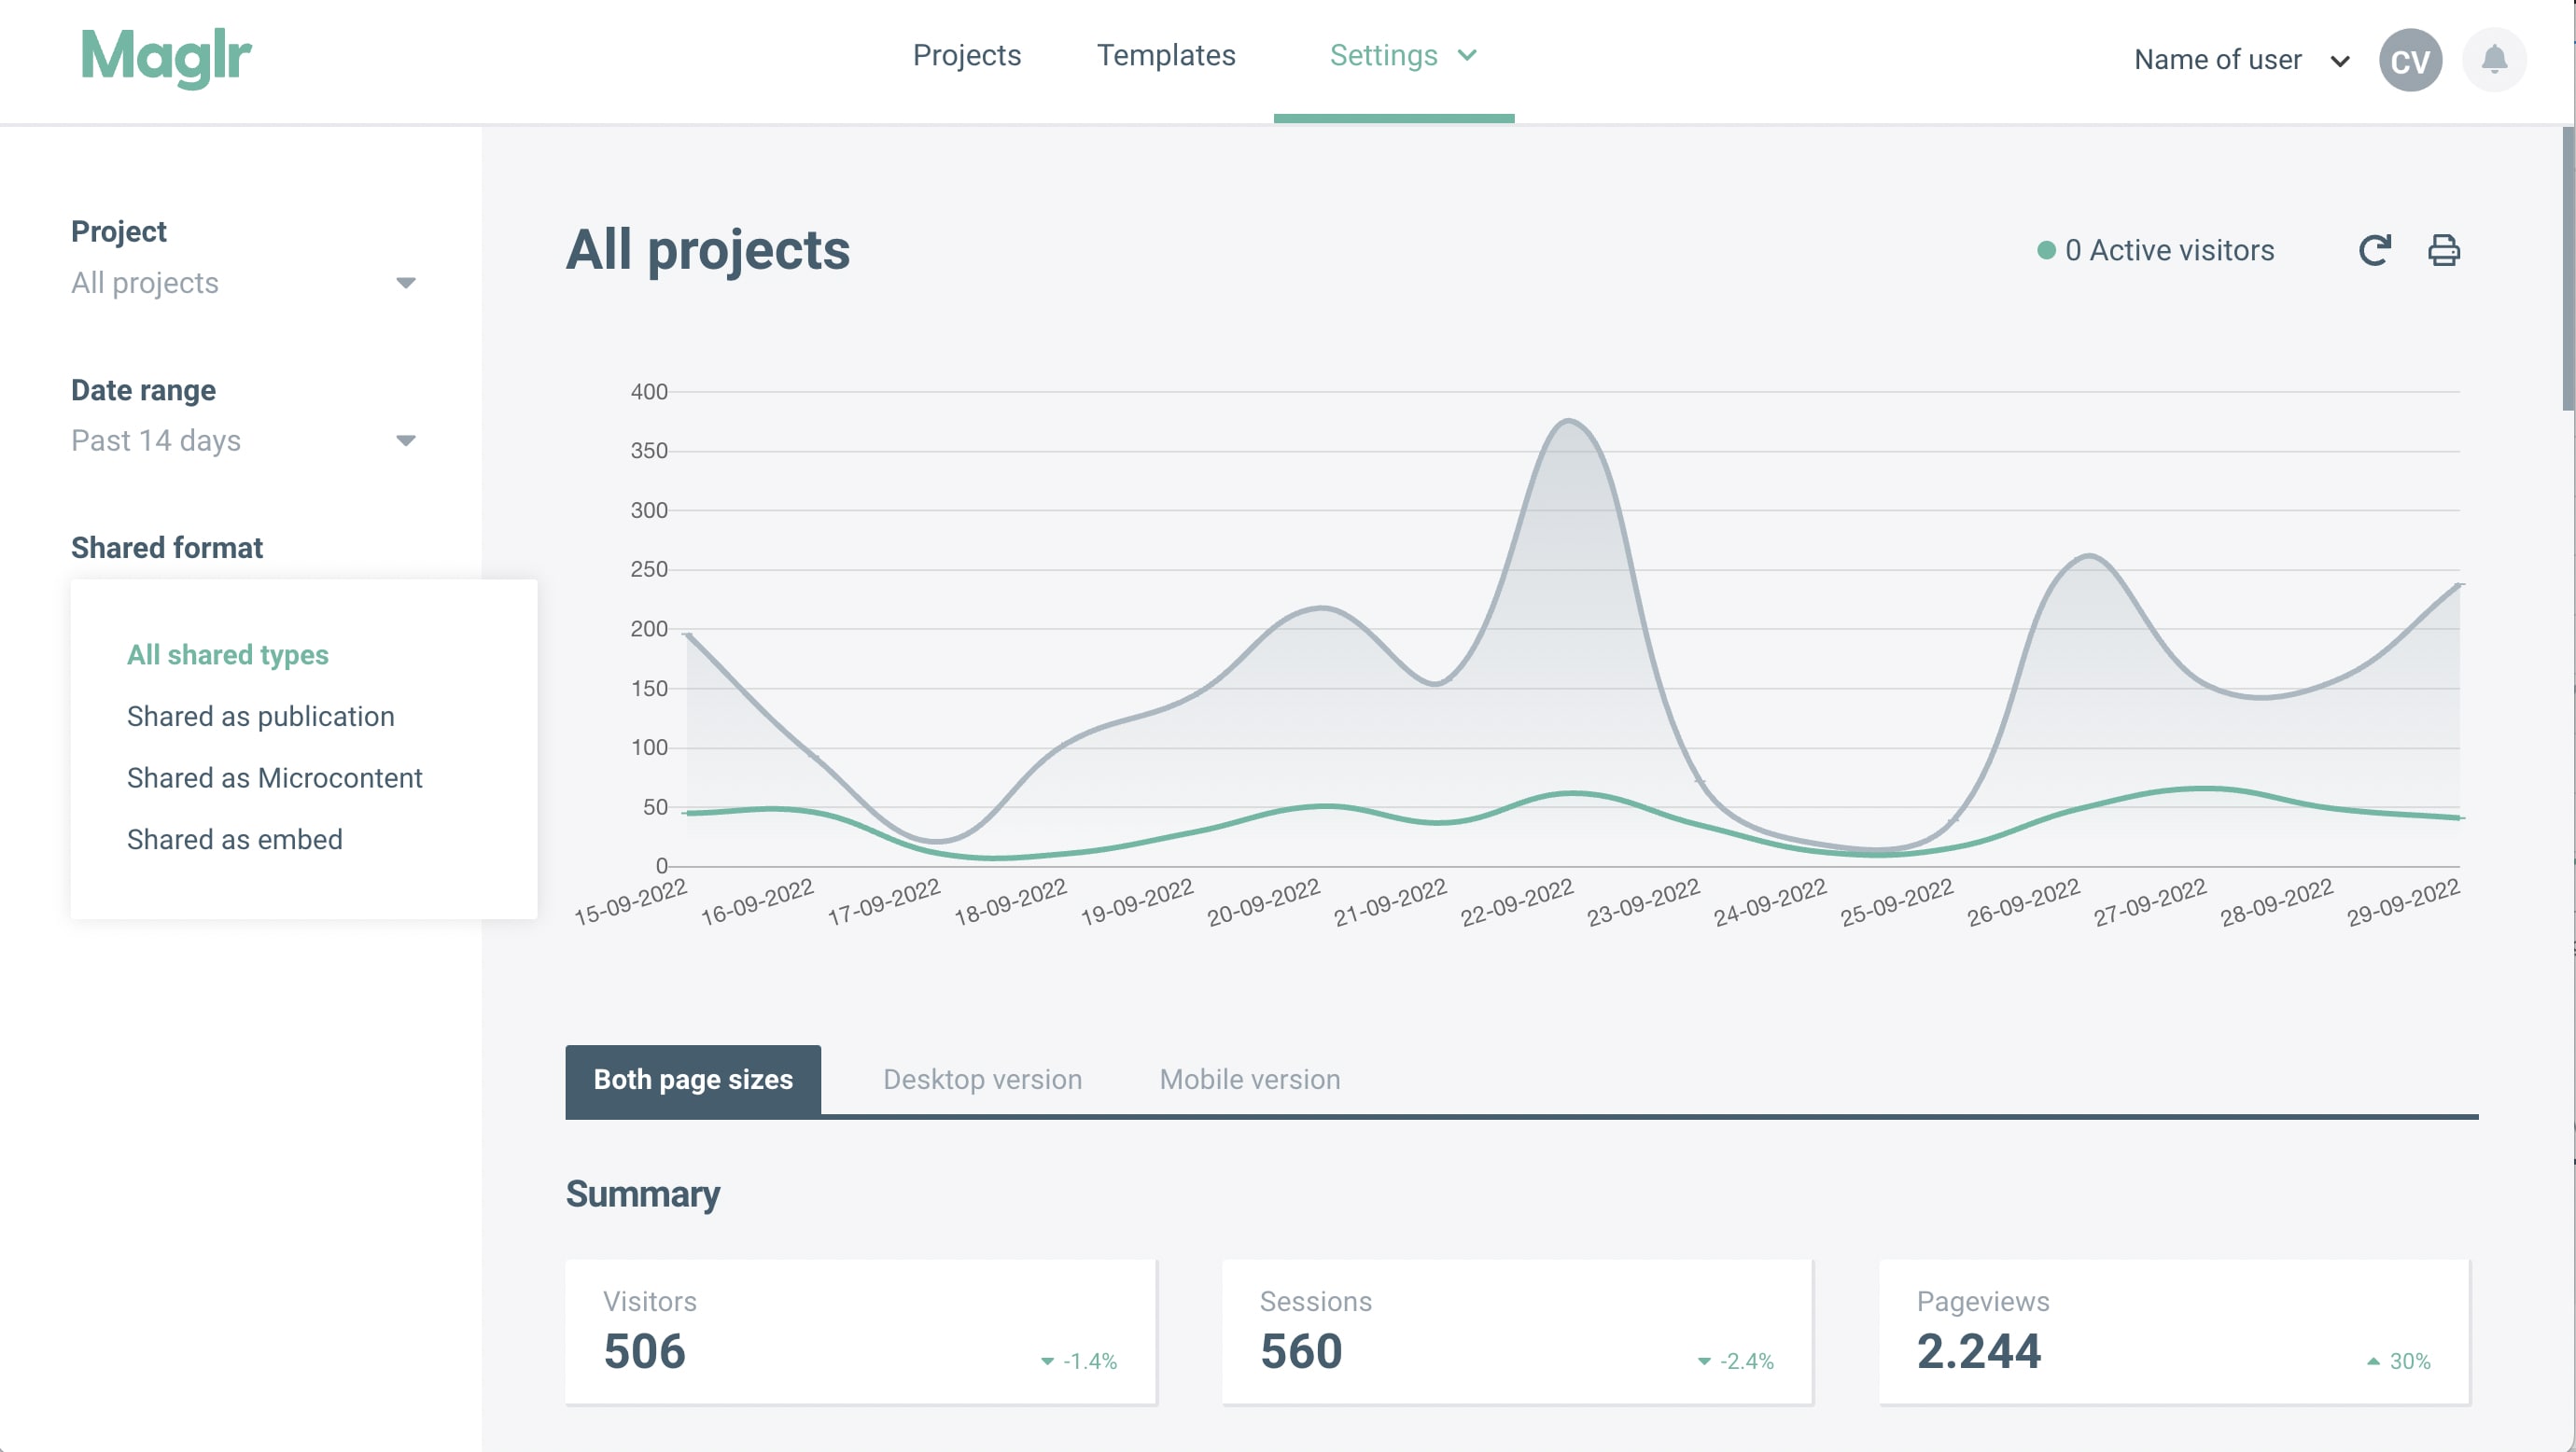 Maglr
Projects
Templates
Settings
Name of user
CV
Project
All projects
Date range
Past 14 days
Shared format
All shared types
Shared as publication
Shared as Microcontent
Shared as embed
All projects
0 Active visitors
400
350
300
250
200
150
100
50
0
15-09-2022
16-09-2022
17-09-2022
18-09-2022
19-09-2022
20-09-2022
21-09-2022
22-09-2022
23-09-2022
24-09-2022
25-09-2022
26-09-2022
27-09-2022
28-09-2022
29-09-2022
Both page sizes
Desktop version
Mobile version
Summary
Visitors
506
-1.4%
Sessions
560
-2.4%
Pageviews
2.244
30%